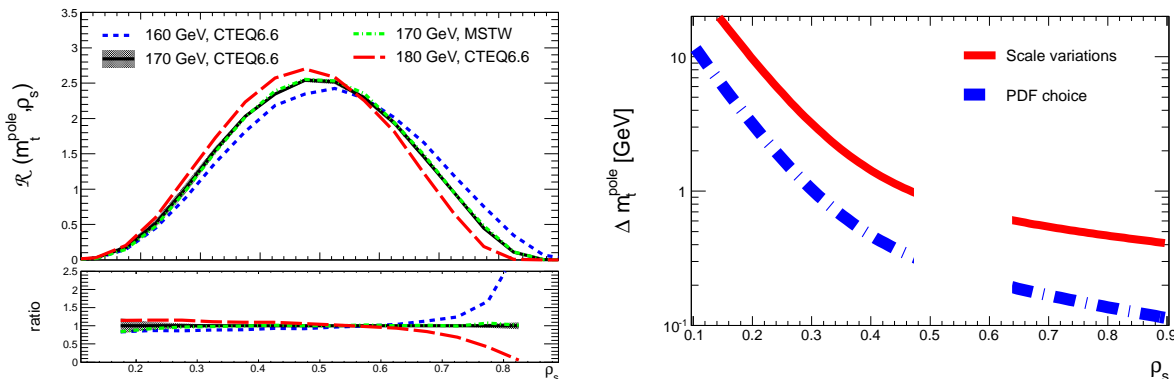 160 GeV, CTEQ6.6
170 GeV, CTEQ6.6
170 GeV, MSTW
180 GeV, CTEQ6.6
ℛ (m_t^pole,ρ_s)
3.5
3
2.5
2
1.5
1
0.5
0
2.5
2
1.5
1
0.5
0
ratio
0.2 0.3 0.4 0.5 0.6 0.7 0.8 ρ_s
Scale variations
PDF choice
Δ m_t^pole [GeV]
10
1
10^-1
0.1 0.2 0.3 0.4 0.5 0.6 0.7 0.8 0.9
ρ_s